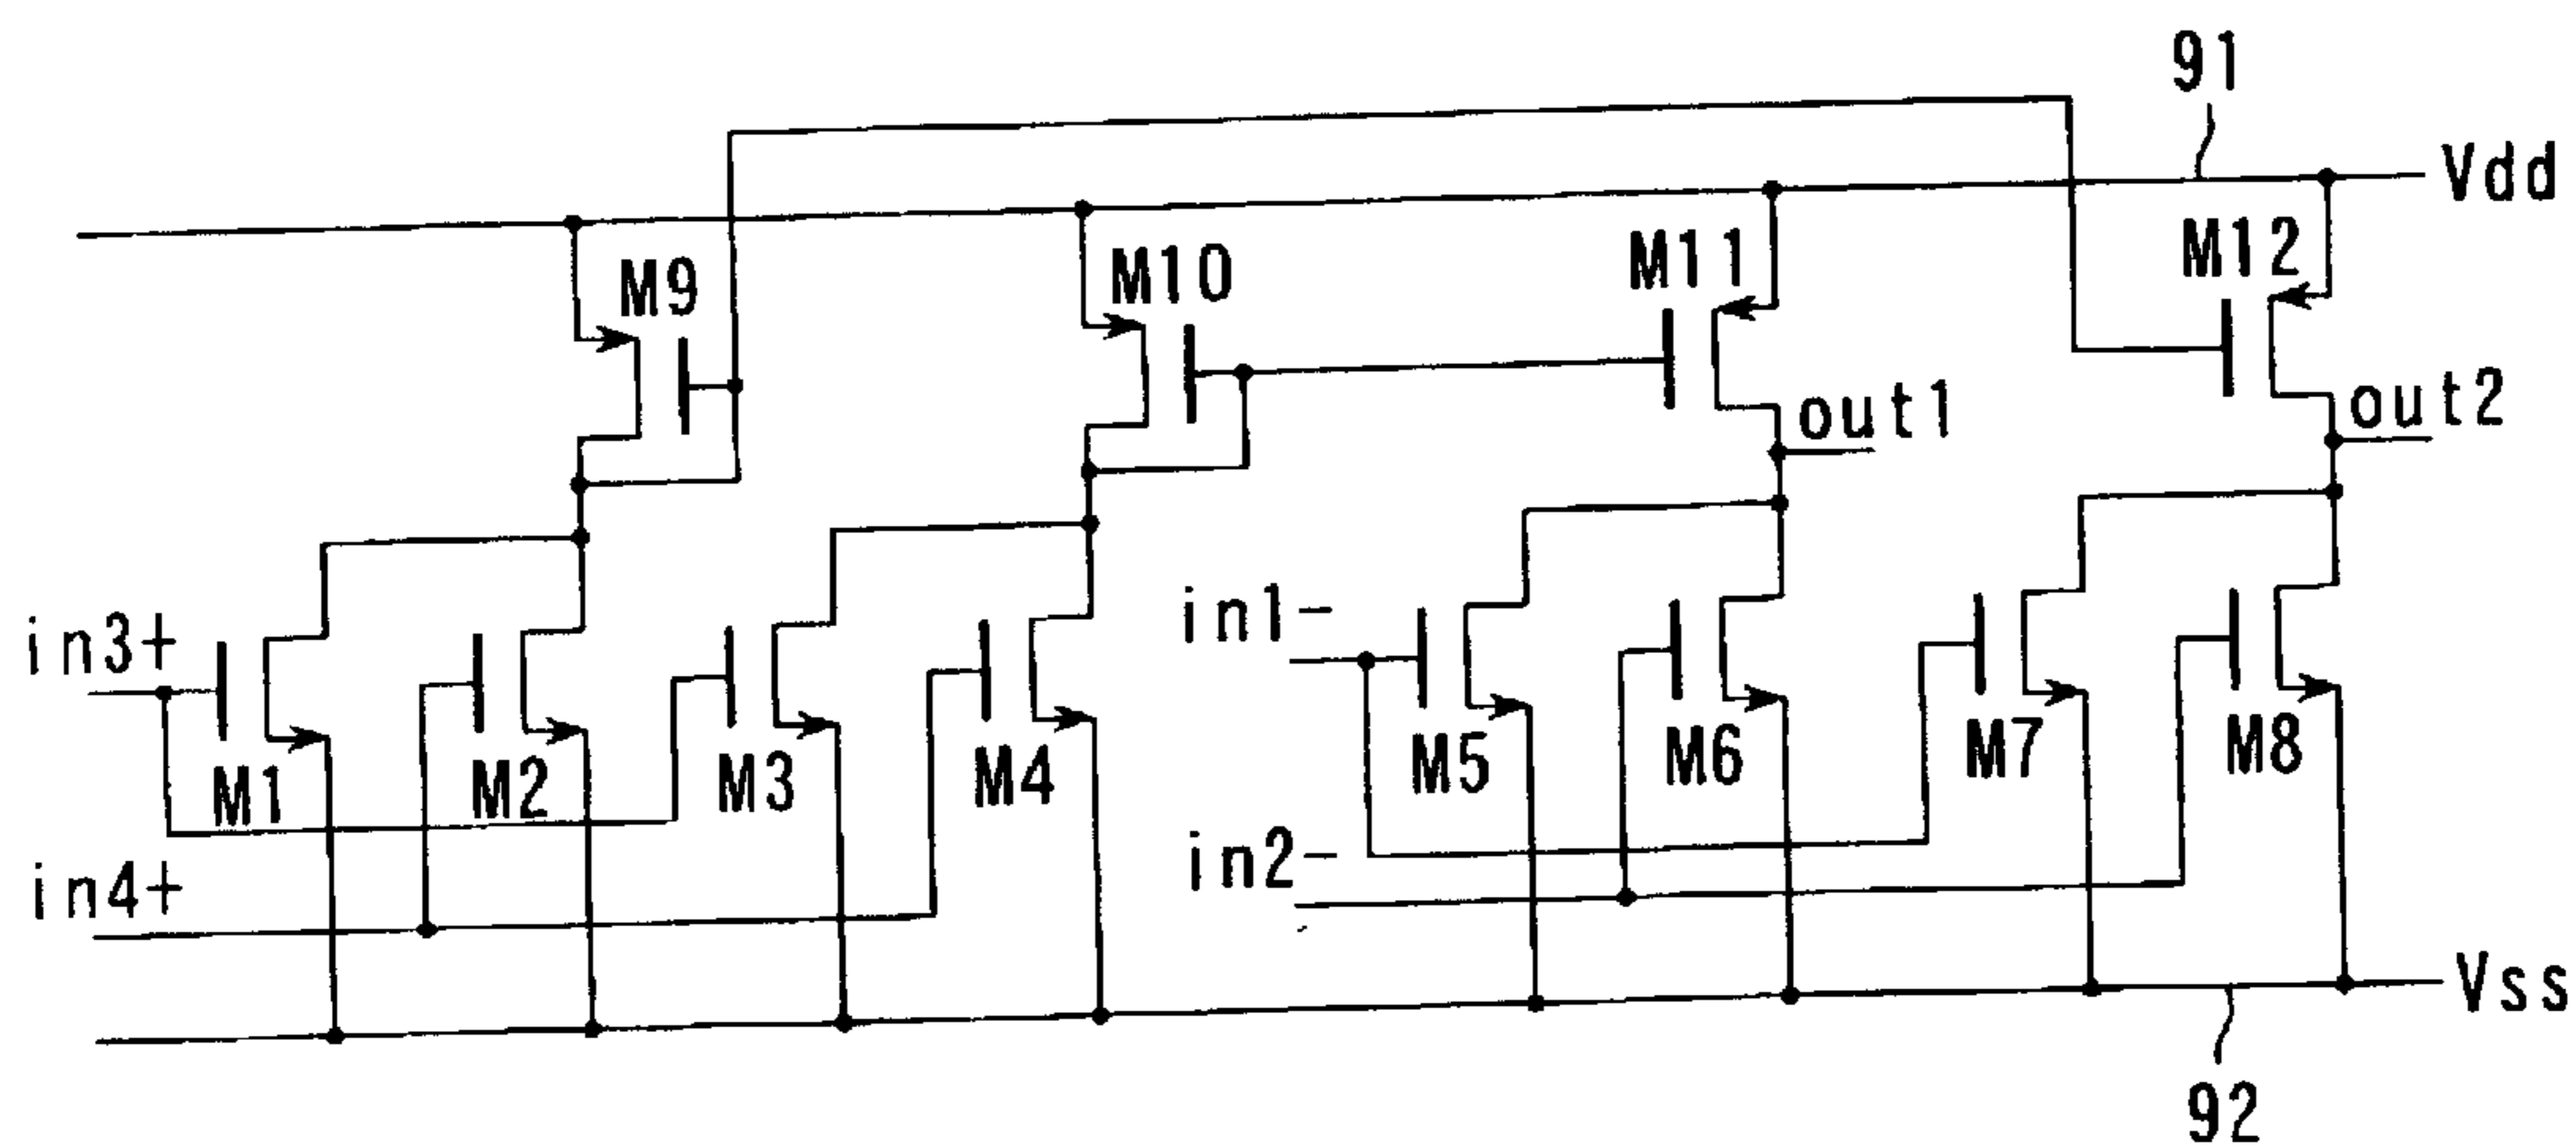 91
Vdd
M9
M10
M11
M12
out1
out2
in3+
in1-
M1
M2
M3
M4
M5
M6
M7
M8
in4+
in2-
Vss
92